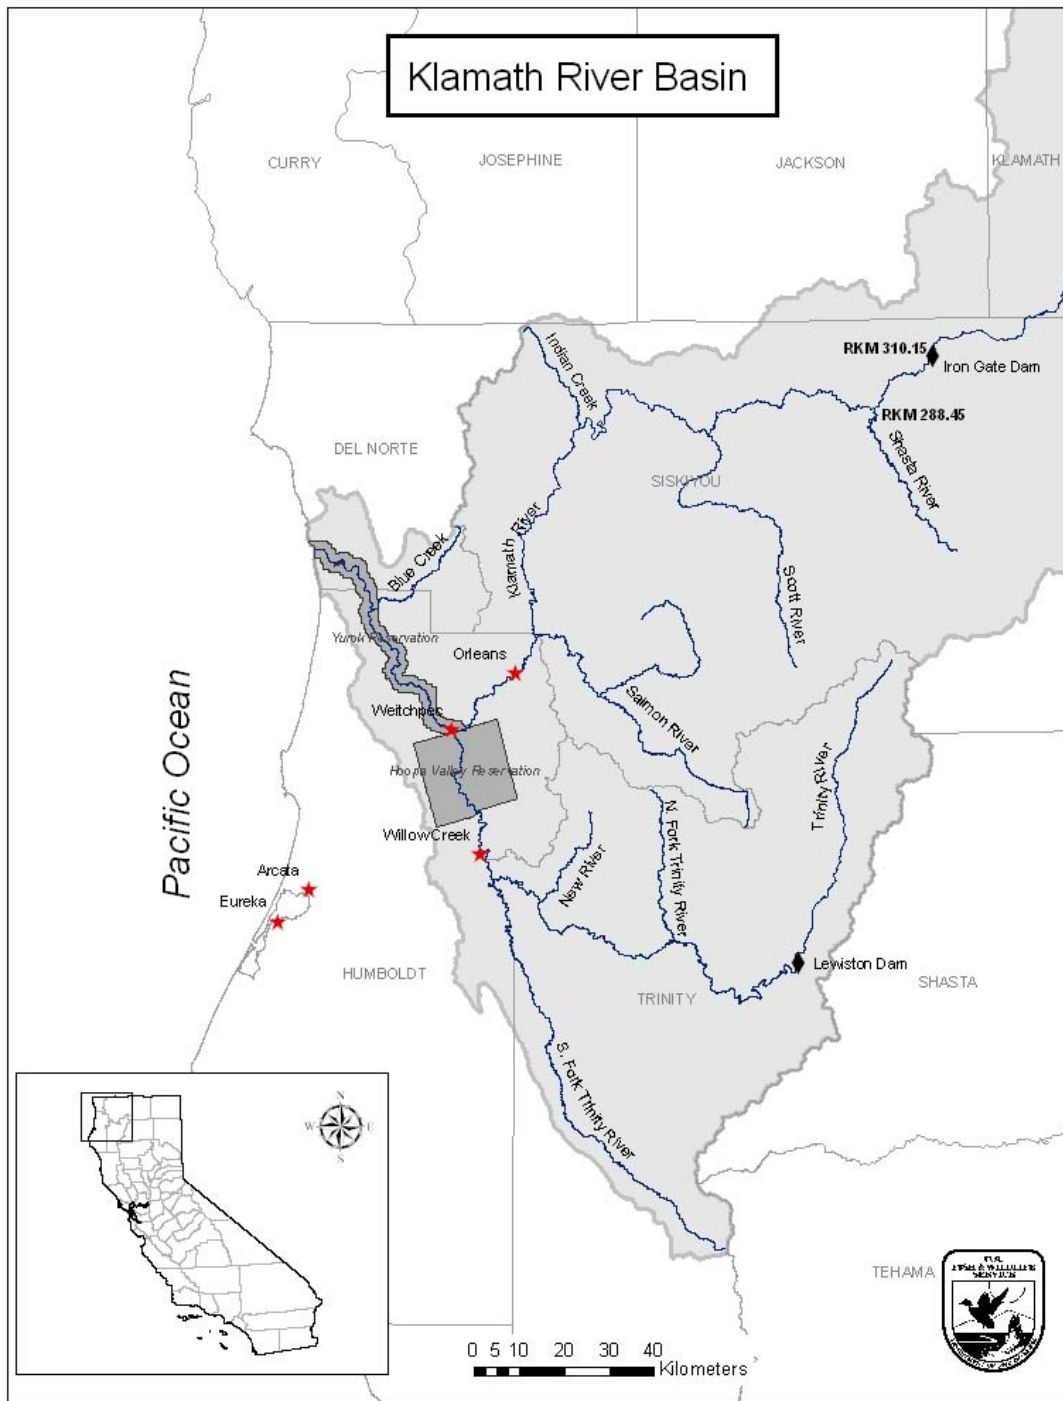 Klamath River Basin
CURRY
JOSEPHINE
JACKSON
KLAMATH
RKM 310.15
Iron Gate Dam
Indian Creek
RKM 288.45
Shasta River
DEL NORTE
SISKIYOU
Klamath River
Blue Creek
Scott River
Yurok Reservation
Orleans
Salmon River
Weitchpec
Hoopa Valley Reservation
Trinity River
Pacific Ocean
Willow Creek
N. Fork Trinity River
New River
Arcata
Eureka
Lewiston Dam
HUMBOLDT
TRINITY
SHASTA
S. Fork Trinity River
N
W E
S
TEHAMA
U.S.
FISH & WILDLIFE
SERVICE
0 5 10 20 30 40
Kilometers